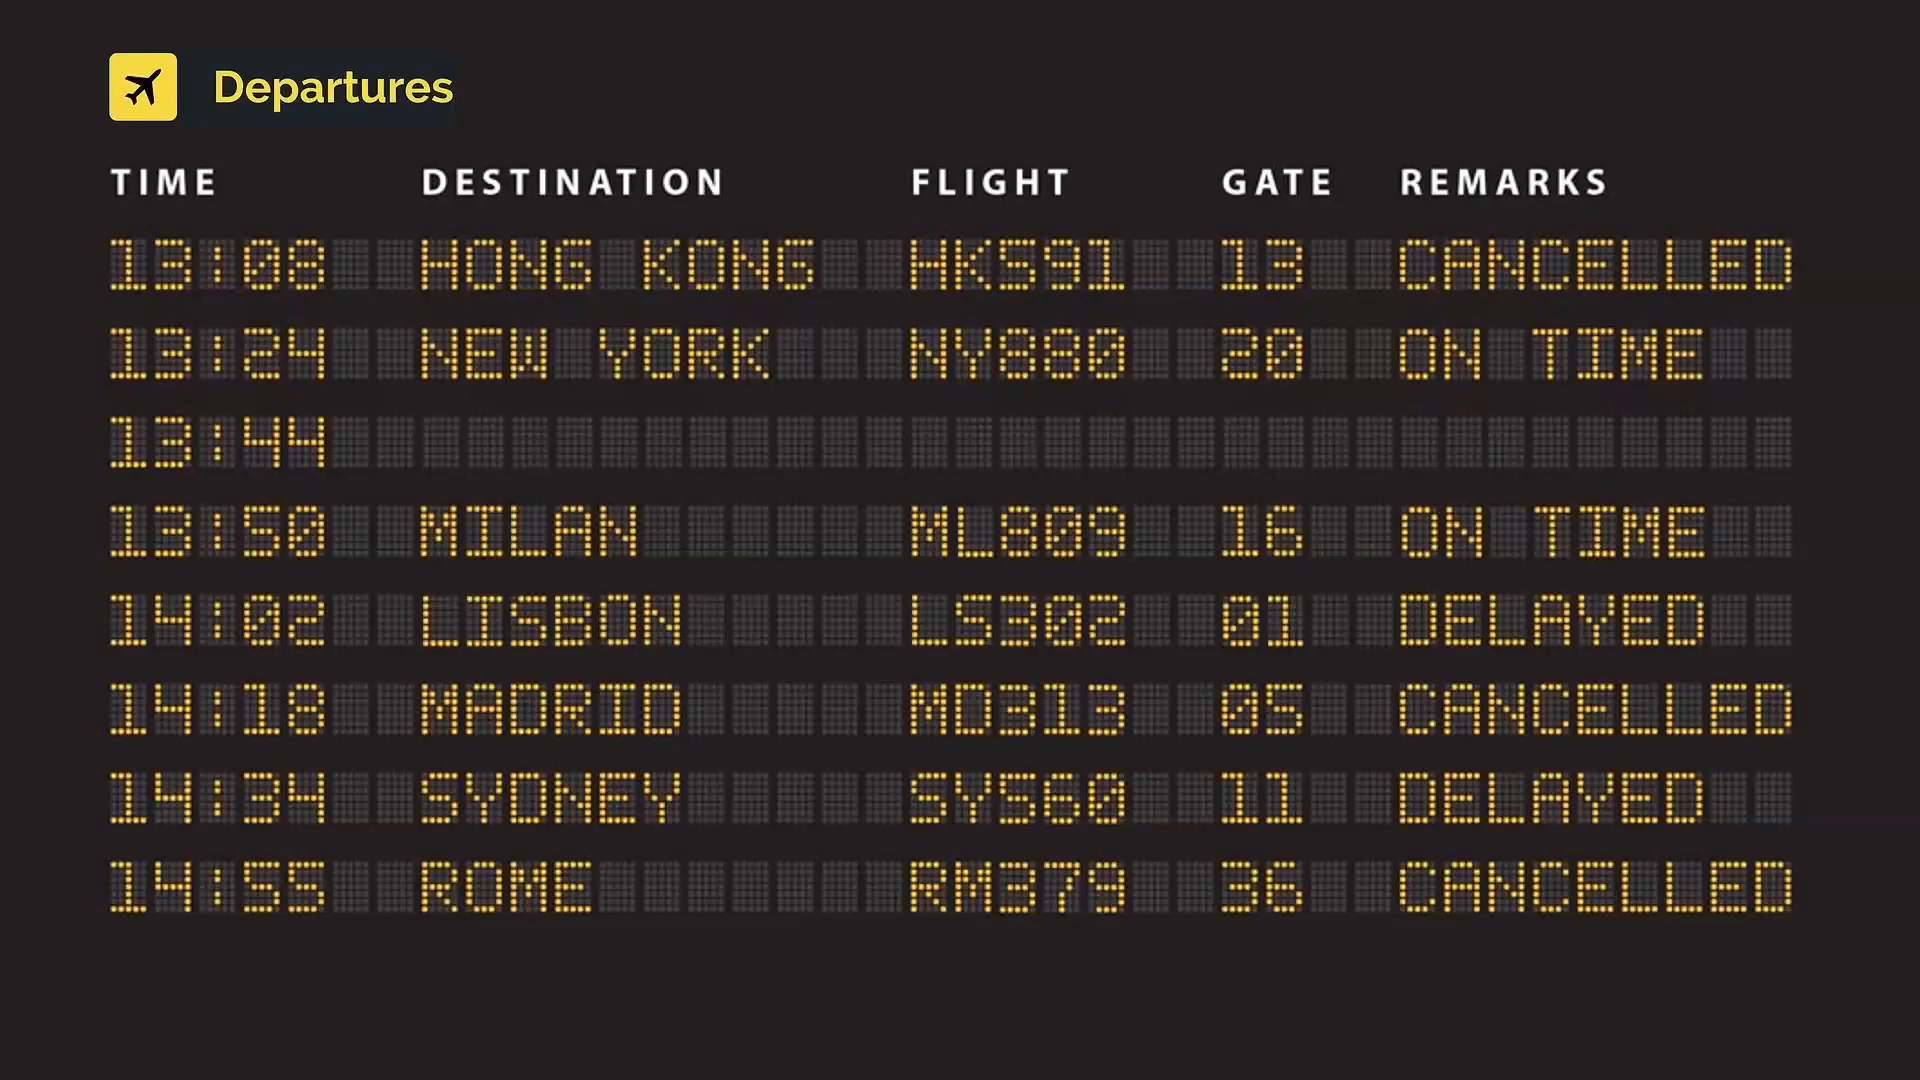 Departures
TIME DESTINATION FLIGHT GATE REMARKS
13:08 HONG KONG HK591 13 CANCELLED
13:24 NEW YORK NY880 20 ON TIME
13:44
13:50 MILAN ML809 16 ON TIME
14:02 LISBON LS302 01 DELAYED
14:18 MADRID MD313 05 CANCELLED
14:34 SYDNEY SY560 11 DELAYED
14:55 ROME RM379 36 CANCELLED